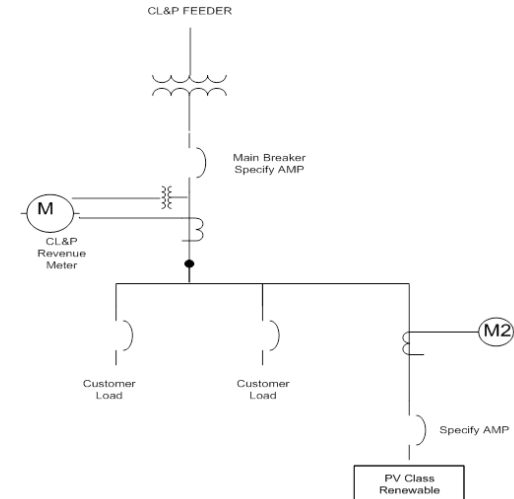 CL&P FEEDER
Main Breaker
Specify AMP
M
CL&P
Revenue
Meter
M2
Customer
Load
Customer
Load
Specify AMP
PV Class
Renewable